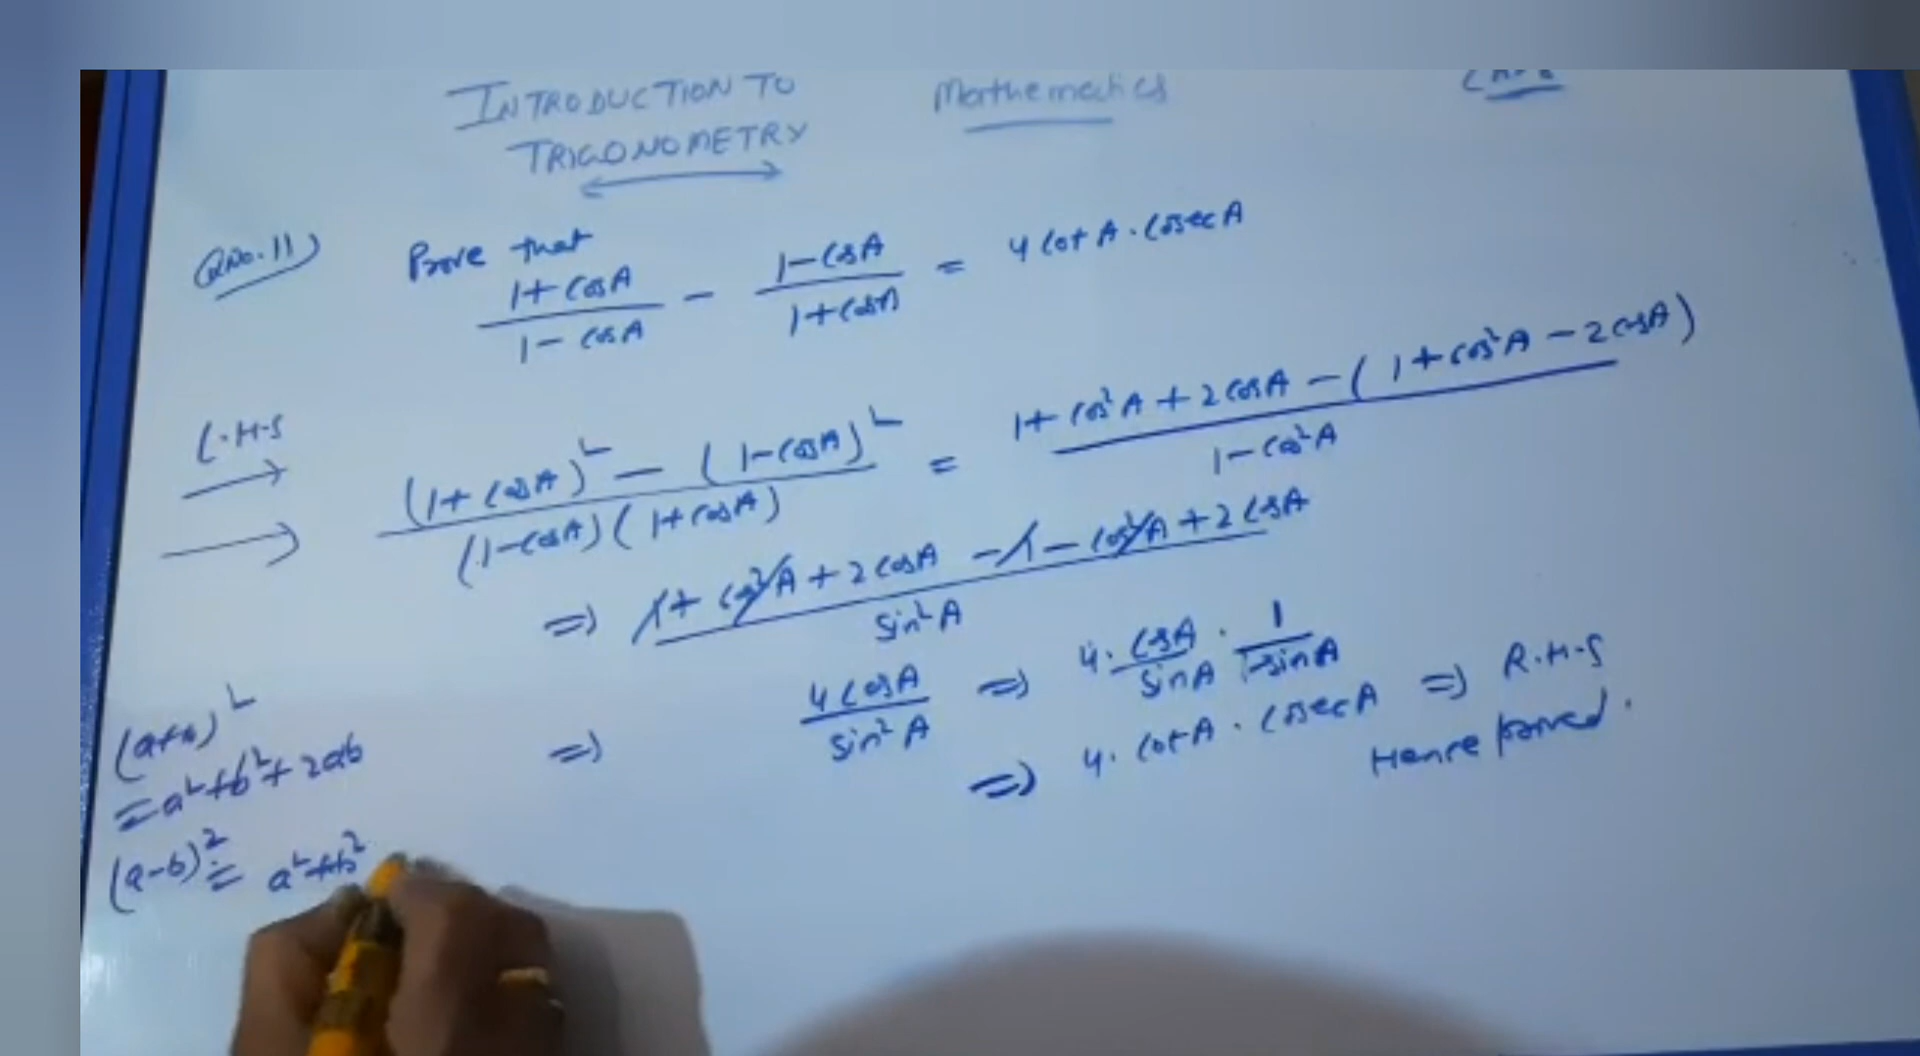 INTRODUCTION TO
TRIGONOMETRY
Mathematics
QNo.11)
Prove that
1+cosA / 1-cosA - 1-cosA / 1+cosA = 4 cotA.cosecA
L.H.S
(1+cosA)² - (1-cosA)² / (1-cosA)(1+cosA) = 1+cos²A+2cosA-(1+cos²A-2cosA) / 1-cos²A
=> 1+cos²A+2cosA-1-cos²A+2cosA / sin²A
=> 4cosA / sin²A => 4.cosA / sinA . 1 / sinA
=> 4.cotA.cosecA => R.H.S
Hence proved.
=a²+b²+2ab
(a-b)²= a²+b²